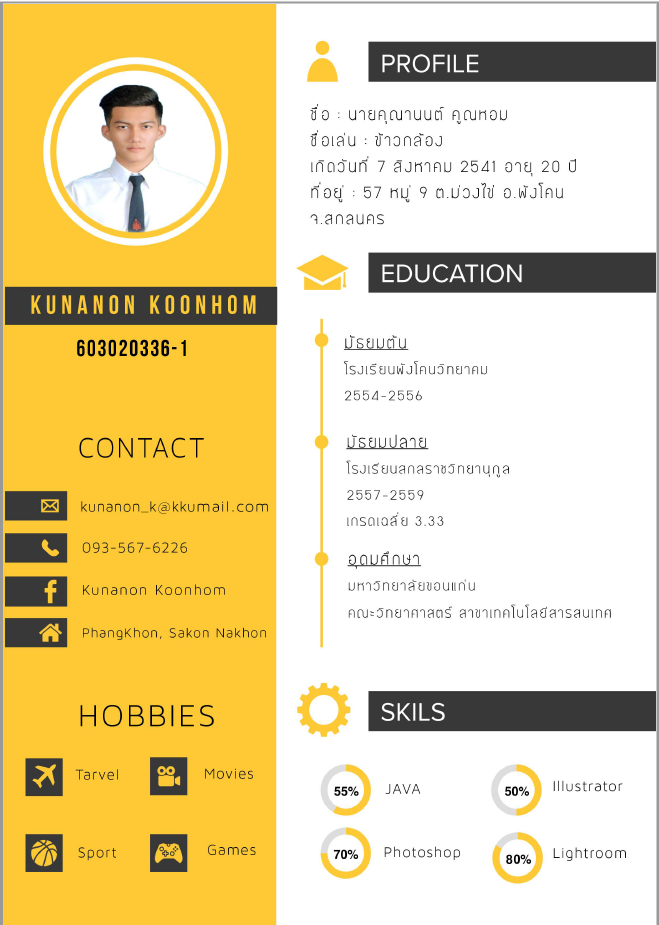 KUNANON KOONHOM
603020336-1
CONTACT
kunanon_k@kkumail.com
093-567-6226
Kunanon Koonhom
PhangKhon, Sakon Nakhon
HOBBIES
Tarvel
Movies
Sport
Games
PROFILE
ชื่อ : นายคุณานนต์ คูณหอม
ชื่อเล่น : ข้าวกล้อง
เกิดวันที่ 7 สิงหาคม 2541 อายุ 20 ปี
ที่อยู่ : 57 หมู่ 9 ต.ม่วงไข่ อ.พังโคน
จ.สกลนคร
EDUCATION
มัธยมต้น
โรงเรียนพังโคนวิทยาคม
2554-2556
มัธยมปลาย
โรงเรียนสกลราชวิทยานุกูล
2557-2559
เกรดเฉลี่ย 3.33
อุดมศึกษา
มหาวิทยาลัยขอนแก่น
คณะวิทยาศาสตร์ สาขาเทคโนโลยีสารสนเทศ
SKILS
55% JAVA
50% Illustrator
70% Photoshop
80% Lightroom